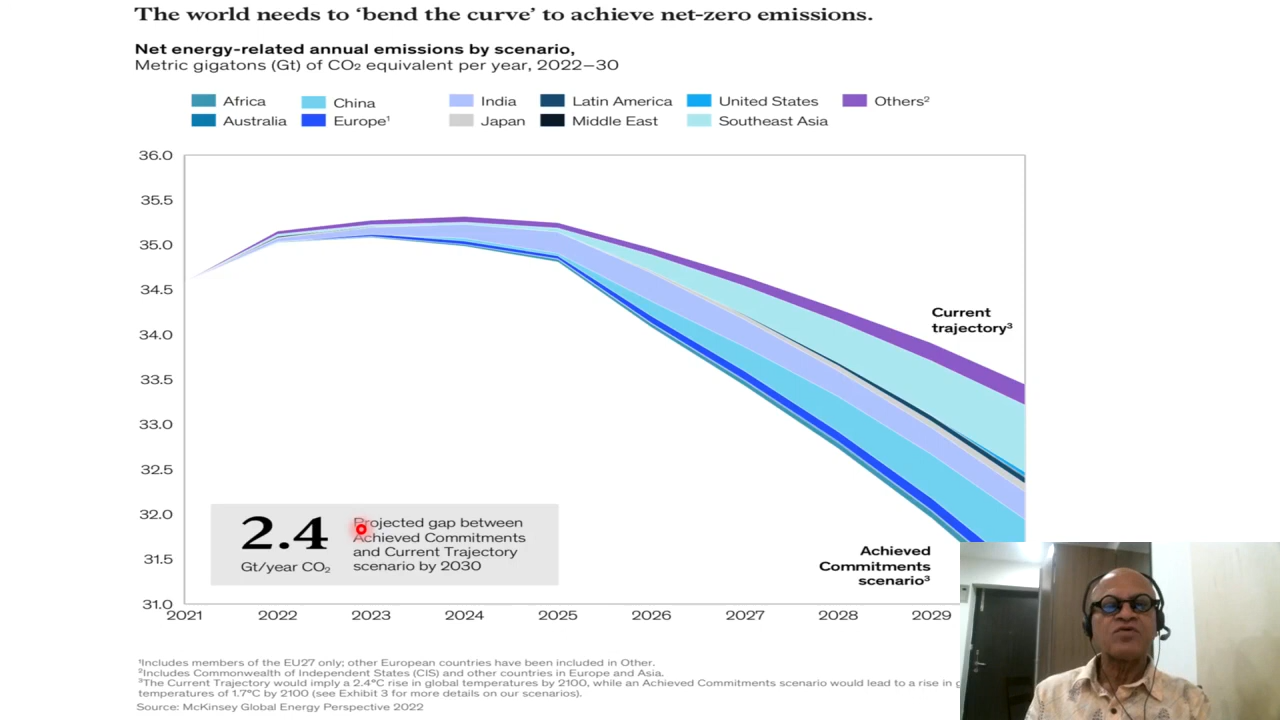 The world needs to ‘bend the curve’ to achieve net-zero emissions.
Net energy-related annual emissions by scenario,
Metric gigatons (Gt) of CO₂ equivalent per year, 2022–30
Africa China India Latin America United States Others²
Australia Europe¹ Japan Middle East Southeast Asia
36.0
35.5
35.0
34.5
34.0
33.5
33.0
32.5
32.0
31.5
31.0
Current
trajectory³
2.4
Gt/year CO₂
Projected gap between
Achieved Commitments
and Current Trajectory
scenario by 2030
Achieved
Commitments
scenario³
2021 2022 2023 2024 2025 2026 2027 2028 2029
¹Includes members of the EU27 only; other European countries have been included in Other.
²Includes Commonwealth of Independent States (CIS) and other countries in Europe and Asia.
³The Current Trajectory would imply a 2.4°C rise in global temperatures by 2100, while an Achieved Commitments scenario would lead to a rise in
temperatures of 1.7°C by 2100 (see Exhibit 3 for more details on our scenarios).
Source: McKinsey Global Energy Perspective 2022